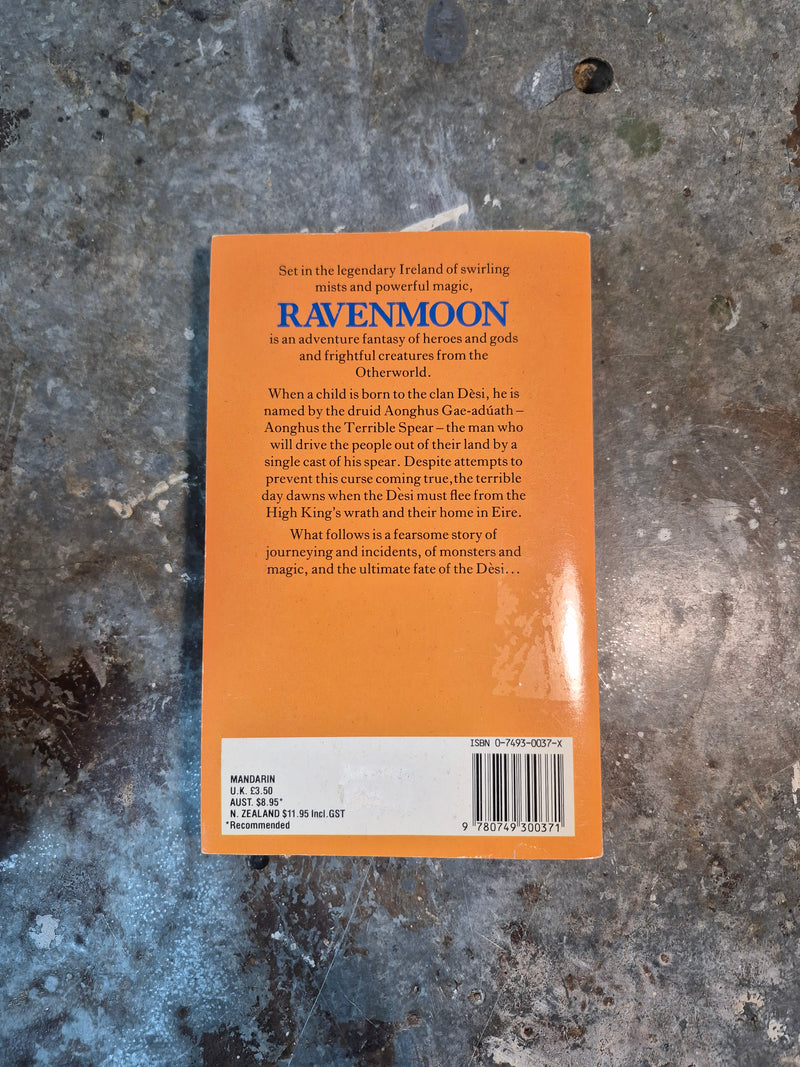 Set in the legendary Ireland of swirling
mists and powerful magic,
RAVENMOON
is an adventure fantasy of heroes and gods
and frightful creatures from the
Otherworld.
When a child is born to the clan Dèsi, he is
named by the druid Aonghus Gae-adúath –
Aonghus the Terrible Spear – the man who
will drive the people out of their land by a
single cast of his spear. Despite attempts to
prevent this curse coming true, the terrible
day dawns when the Dèsi must flee from the
High King's wrath and their home in Eire.
What follows is a fearsome story of
journeying and incidents, of monsters and
magic, and the ultimate fate of the Dèsi...
ISBN 0-7493-0037-X
MANDARIN
U.K. £3.50
AUST. $8.95*
N. ZEALAND $11.95 Incl.GST
*Recommended
9 780749 300371